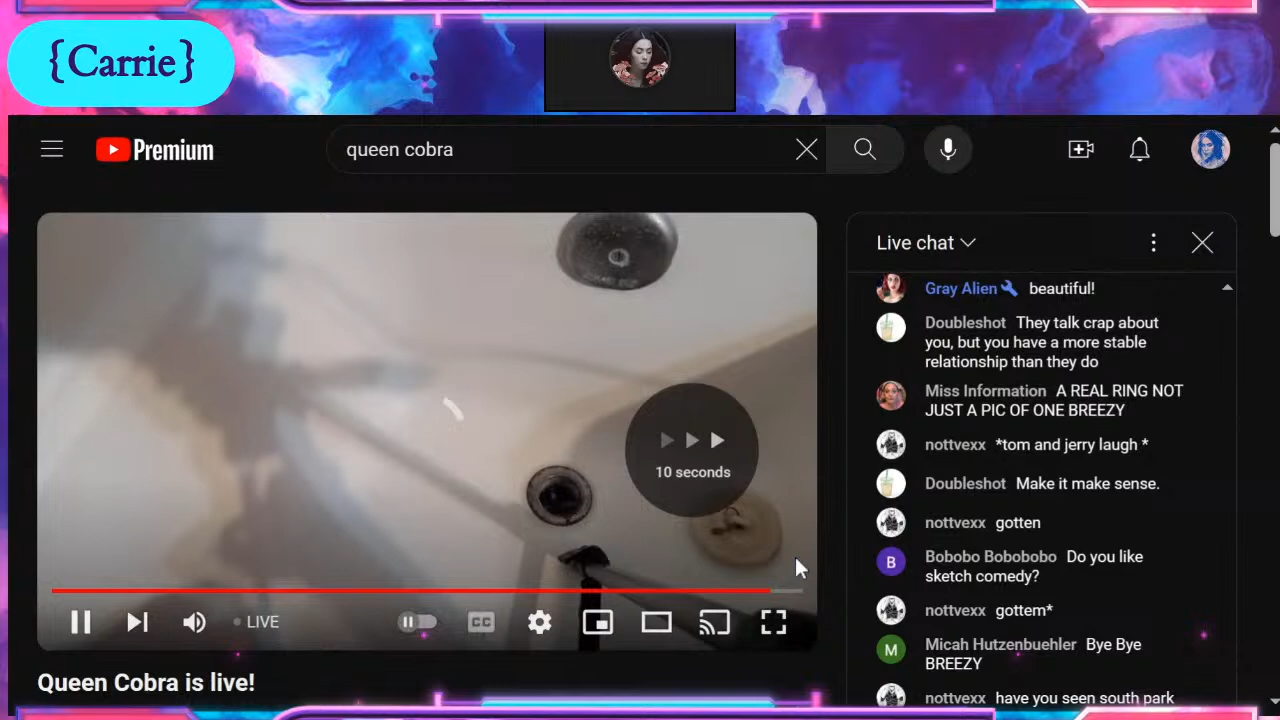 {Carrie}
Premium
queen cobra
Live chat
Gray Alien beautiful!
Doubleshot They talk crap about
you, but you have a more stable
relationship than they do
Miss Information A REAL RING NOT
JUST A PIC OF ONE BREEZY
nottvexx *tom and jerry laugh *
10 seconds
Doubleshot Make it make sense.
nottvexx gotten
B
Bobobo Bobobobo Do you like
sketch comedy?
nottvexx gottem*
LIVE
CC
M
Micah Hutzenbuehler Bye Bye
BREEZY
Queen Cobra is live!
nottvexx have you seen south park